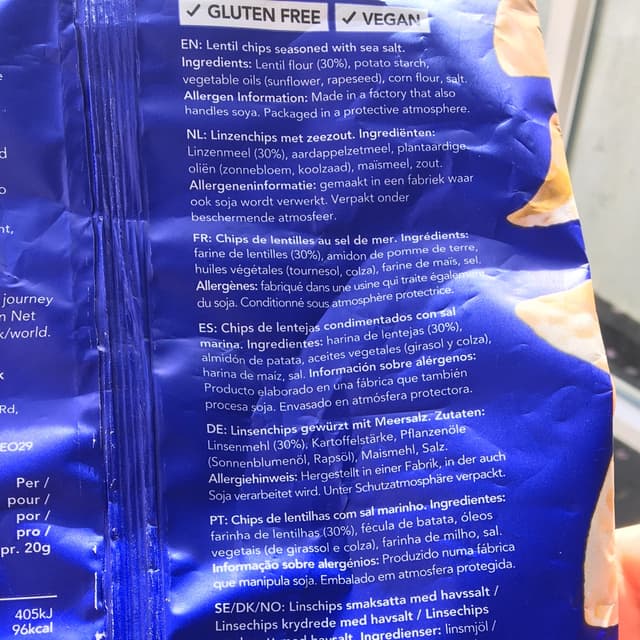 ✓ GLUTEN FREE ✓ VEGAN
EN: Lentil chips seasoned with sea salt.
Ingredients: Lentil flour (30%), potato starch,
vegetable oils (sunflower, rapeseed), corn flour, salt.
Allergen Information: Made in a factory that also
handles soya. Packaged in a protective atmosphere.
NL: Linzenchips met zeezout. Ingrediënten:
Linzenmeel (30%), aardappelzetmeel, plantaardige
oliën (zonnebloem, koolzaad), maïsmeel, zout.
Allergeneninformatie: gemaakt in een fabriek waar
ook soja wordt verwerkt. Verpakt onder
beschermende atmosfeer.
FR: Chips de lentilles au sel de mer. Ingrédients:
farine de lentilles (30%), amidon de pomme de terre,
huiles végétales (tournesol, colza), farine de maïs, sel.
Allergènes: fabriqué dans une usine qui traite également
du soja. Conditionné sous atmosphère protectrice.
ES: Chips de lentejas condimentados con sal
marina. Ingredientes: harina de lentejas (30%),
almidón de patata, aceites vegetales (girasol y colza),
harina de maíz, sal. Información sobre alérgenos:
Producto elaborado en una fábrica que también
procesa soja. Envasado en atmósfera protectora.
DE: Linsenchips gewürzt mit Meersalz. Zutaten:
Linsenmehl (30%), Kartoffelstärke, Pflanzenöle
(Sonnenblumenöl, Rapsöl), Maismehl, Salz.
Allergiehinweis: Hergestellt in einer Fabrik, in der auch
Soja verarbeitet wird. Unter Schutzatmosphäre verpackt.
PT: Chips de lentilhas com sal marinho. Ingredientes:
farinha de lentilhas (30%), fécula de batata, óleos
vegetais (de girassol e colza), farinha de milho, sal.
Informação sobre alergénios: Produzido numa fábrica
que manipula soja. Embalado em atmosfera protegida.
SE/DK/NO: Linschips smaksatta med havssalt /
Linsechips krydrede med havsalt / Linsechips
med havsalt. Ingredienser: linsmjöl /
journey
Net
k/world.
Rd,
EO29
Per /
pour /
por /
pro /
pr. 20g
405kJ
96kcal